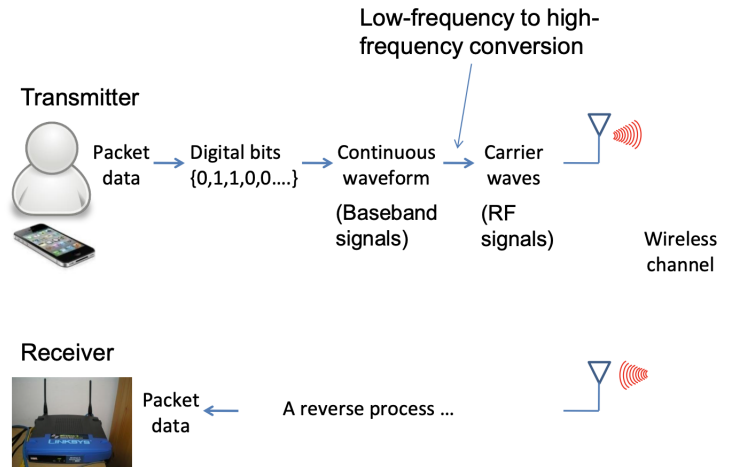 Low-frequency to high-
frequency conversion
Transmitter
Packet
data
Digital bits
{0,1,1,0,0....}
Continuous
waveform
(Baseband
signals)
Carrier
waves
(RF
signals)
Wireless
channel
Receiver
LINKSYS
Packet
data
A reverse process ...